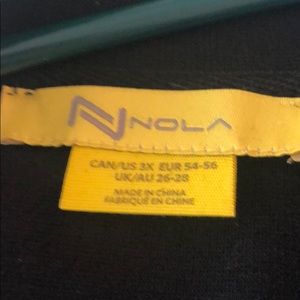 NOLA
CAN/US 3X EUR 54-56
UK/AU 26-28
MADE IN CHINA
FABRIQUÉ EN CHINE